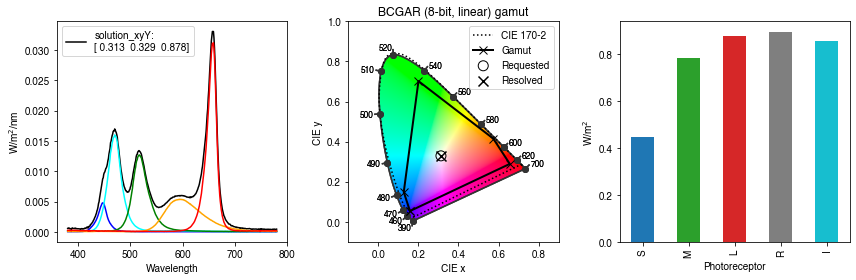 solution_xyY:
[ 0.313  0.329  0.878]
0.030
0.025
0.020
0.015
0.010
0.005
0.000
W/m²/nm
400
500
600
700
800
Wavelength
BCGAR (8-bit, linear) gamut
CIE 170-2
Gamut
Requested
Resolved
1.0
0.8
0.6
0.4
0.2
0.0
CIE y
520
510
540
560
500
580
600
490
620
700
480
470
460
390
0.0
0.2
0.4
0.6
0.8
CIE x
0.8
0.6
0.4
0.2
0.0
W/m²
S
M
L
R
I
Photoreceptor